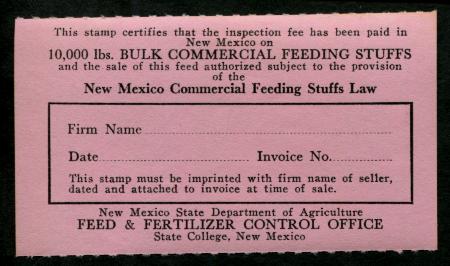 This stamp certifies that the inspection fee has been paid in
New Mexico on
10,000 lbs. BULK COMMERCIAL FEEDING STUFFS
and the sale of this feed authorized subject to the provision
of the
New Mexico Commercial Feeding Stuffs Law
Firm Name
Date Invoice No.
This stamp must be imprinted with firm name of seller,
dated and attached to invoice at time of sale.
New Mexico State Department of Agriculture
FEED & FERTILIZER CONTROL OFFICE
State College, New Mexico